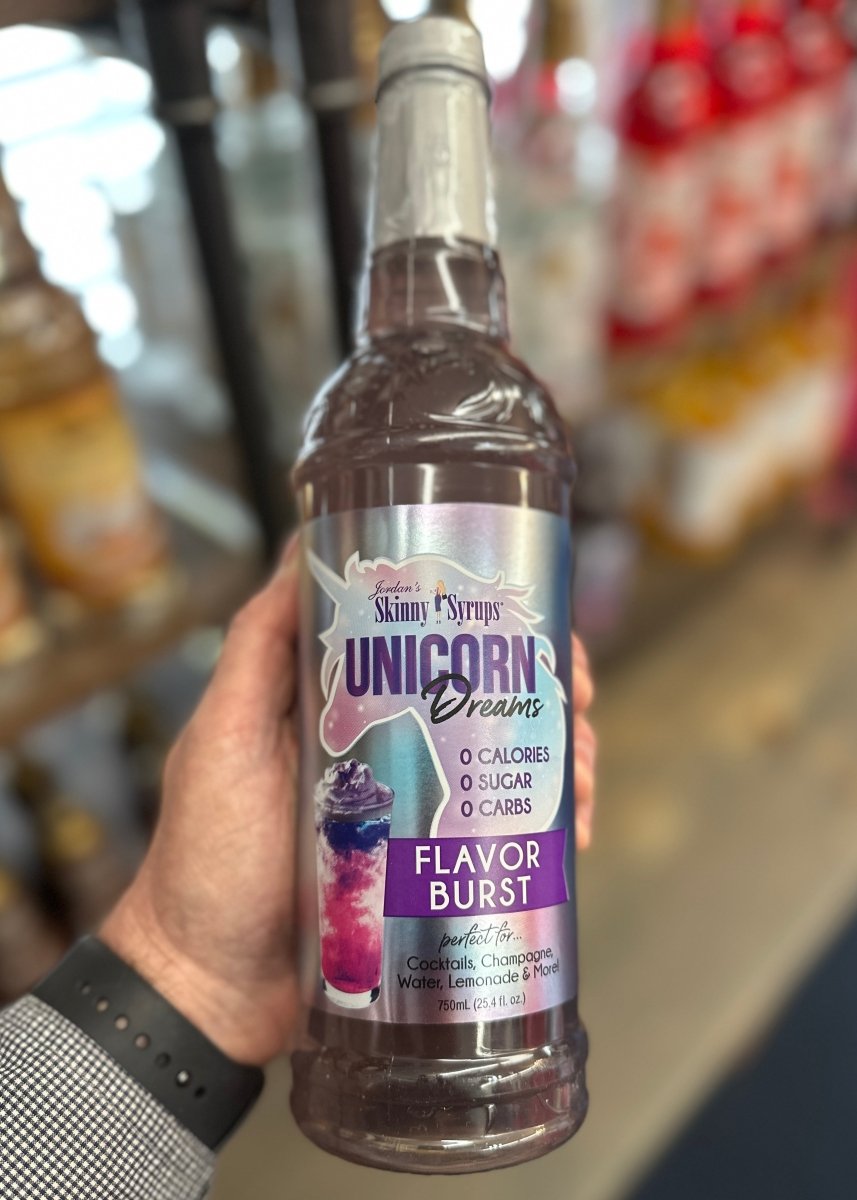 Jordan's
Skinny Syrups
UNICORN
Dreams
0 CALORIES
0 SUGAR
0 CARBS
FLAVOR
BURST
perfect for...
Cocktails, Champagne,
Water, Lemonade & More!
750mL (25.4 fl. oz.)